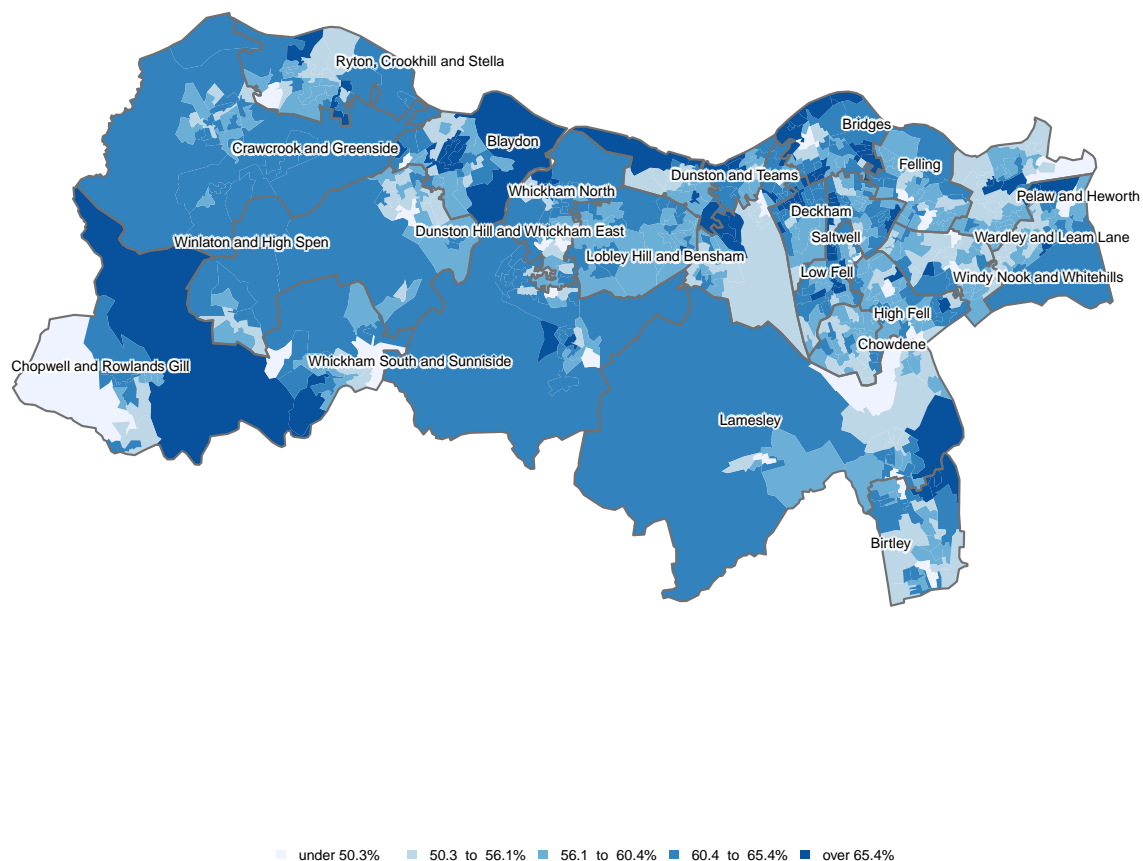 Ryton, Crookhill and Stella
Bridges
Blaydon
Crawcrook and Greenside
Felling
Dunston and Teams
Whickham North
Pelaw and Heworth
Deckham
Dunston Hill and Whickham East
Saltwell
Wardley and Leam Lane
Winlaton and High Spen
Lobley Hill and Bensham
Low Fell
Windy Nook and Whitehills
High Fell
Chowdene
Whickham South and Sunniside
Chopwell and Rowlands Gill
Lamesley
Birtley
under 50.3% 50.3 to 56.1% 56.1 to 60.4% 60.4 to 65.4% over 65.4%